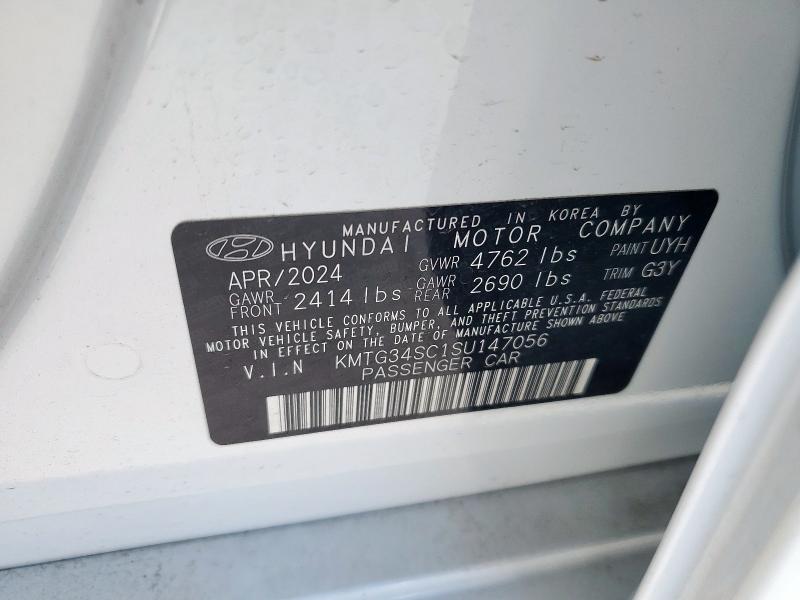 MANUFACTURED IN KOREA BY
HYUNDAI MOTOR COMPANY
APR/2024 GVWR 4762 lbs PAINT UYH
GAWR FRONT 2414 lbs GAWR REAR 2690 lbs TRIM G3Y
THIS VEHICLE CONFORMS TO ALL APPLICABLE U.S.A. FEDERAL
MOTOR VEHICLE SAFETY, BUMPER, AND THEFT PREVENTION STANDARDS
IN EFFECT ON THE DATE OF MANUFACTURE SHOWN ABOVE
V.I.N KMTG34SC1SU147056
PASSENGER CAR